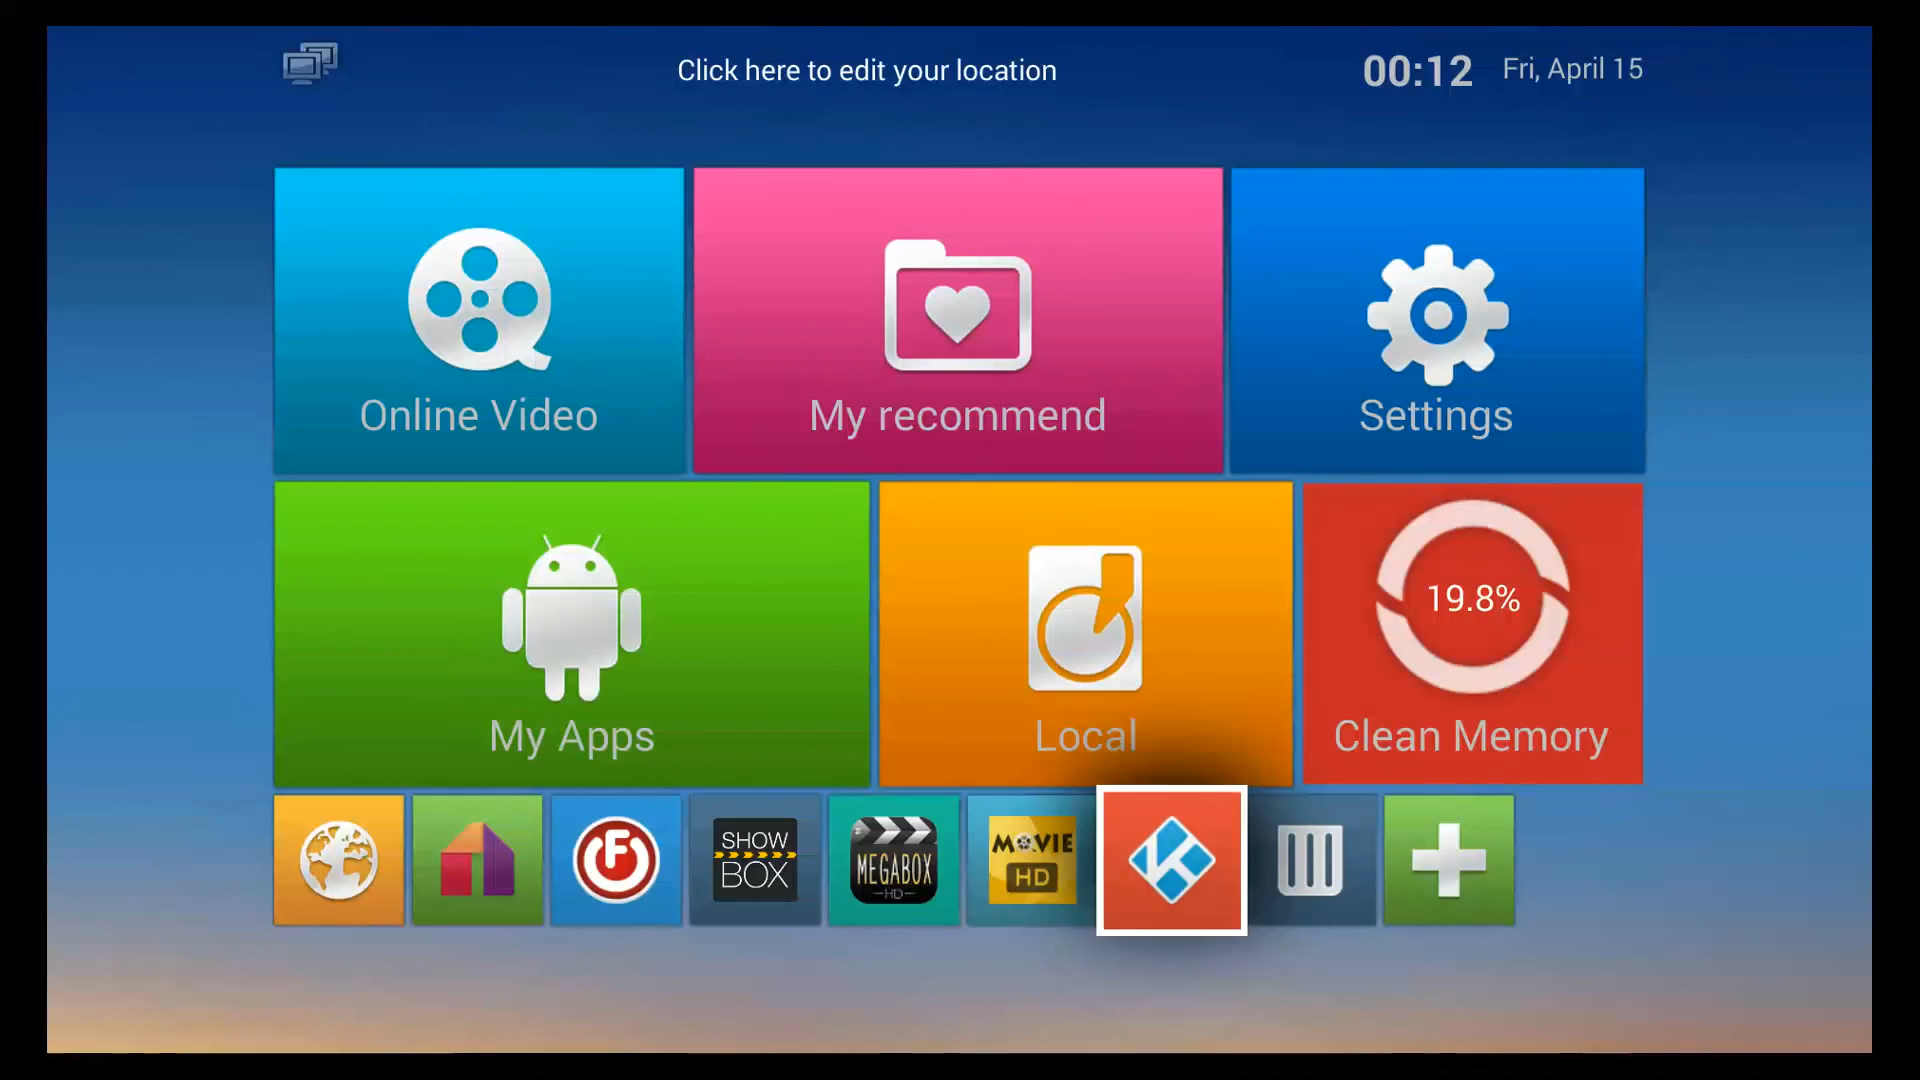 Click here to edit your location
00:12 Fri, April 15
Online Video
My recommend
Settings
My Apps
Local
19.8%
Clean Memory
F
SHOW
BOX
MEGABOX
HD
MOVIE
HD